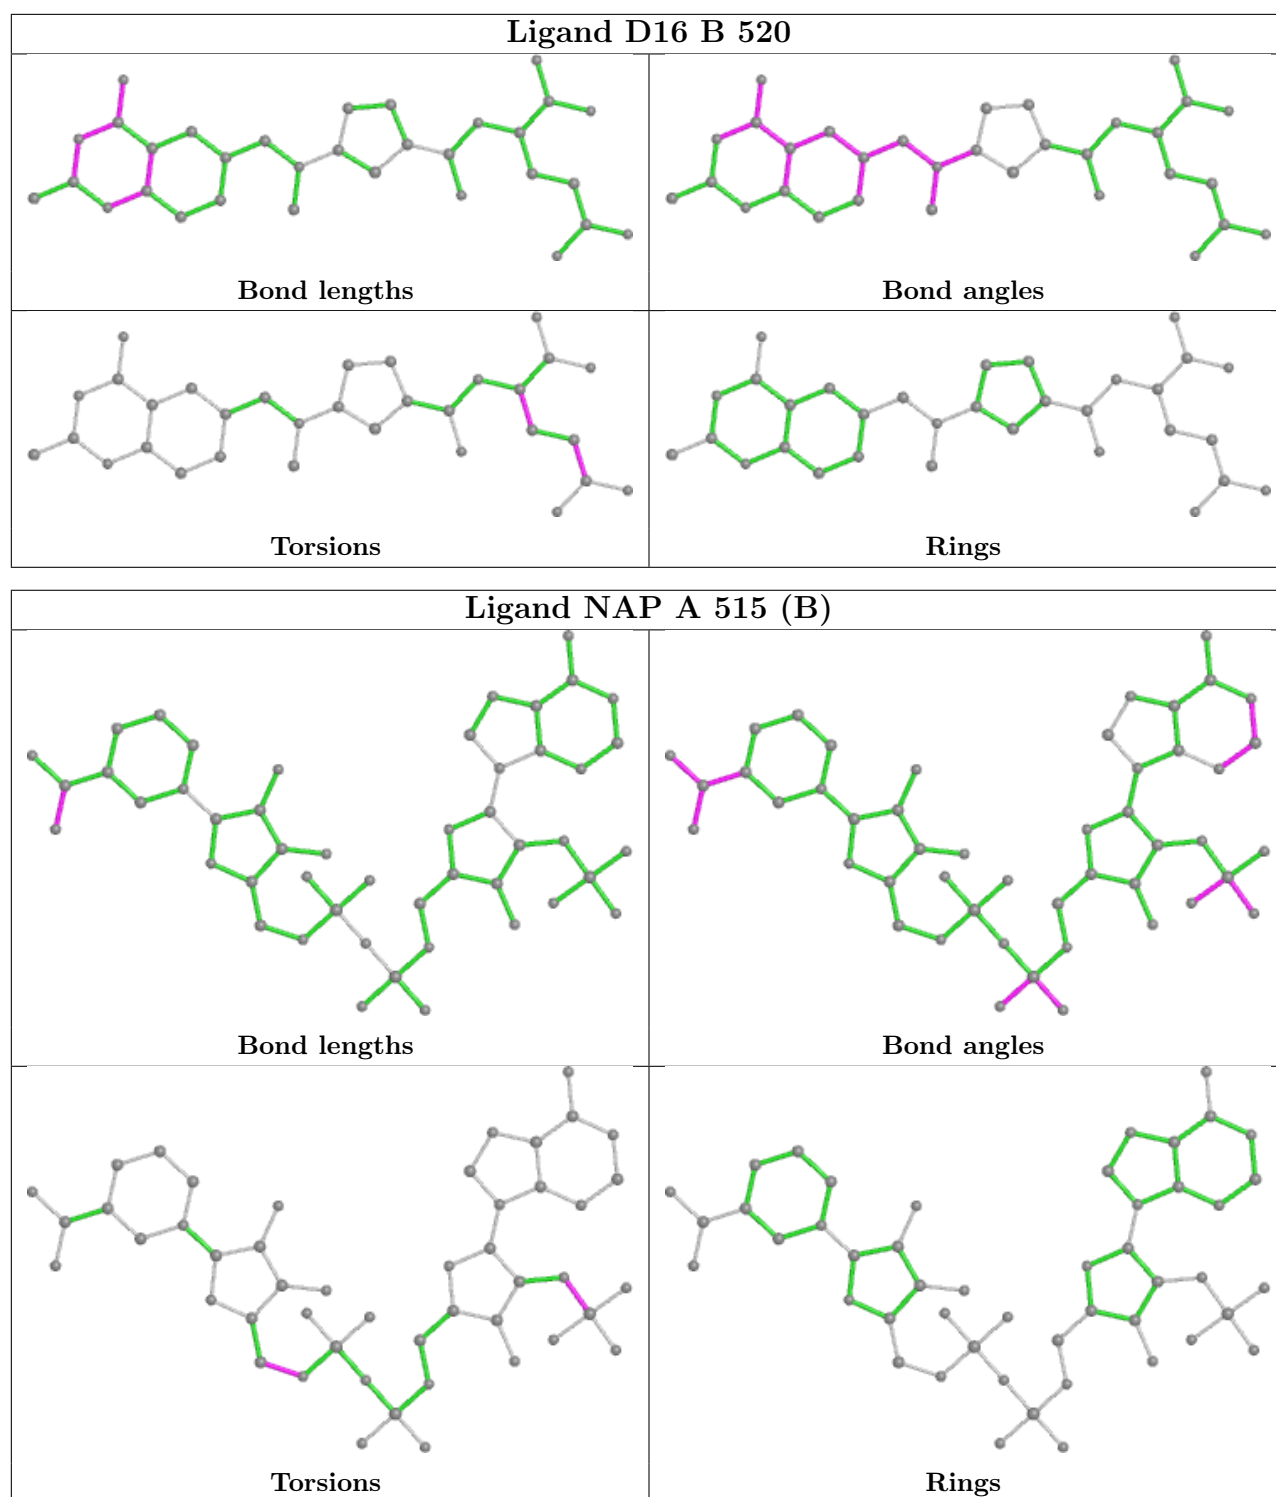 Ligand D16 B 520
Bond lengths
Bond angles
Torsions
Rings
Ligand NAP A 515 (B)
Bond lengths
Bond angles
Torsions
Rings